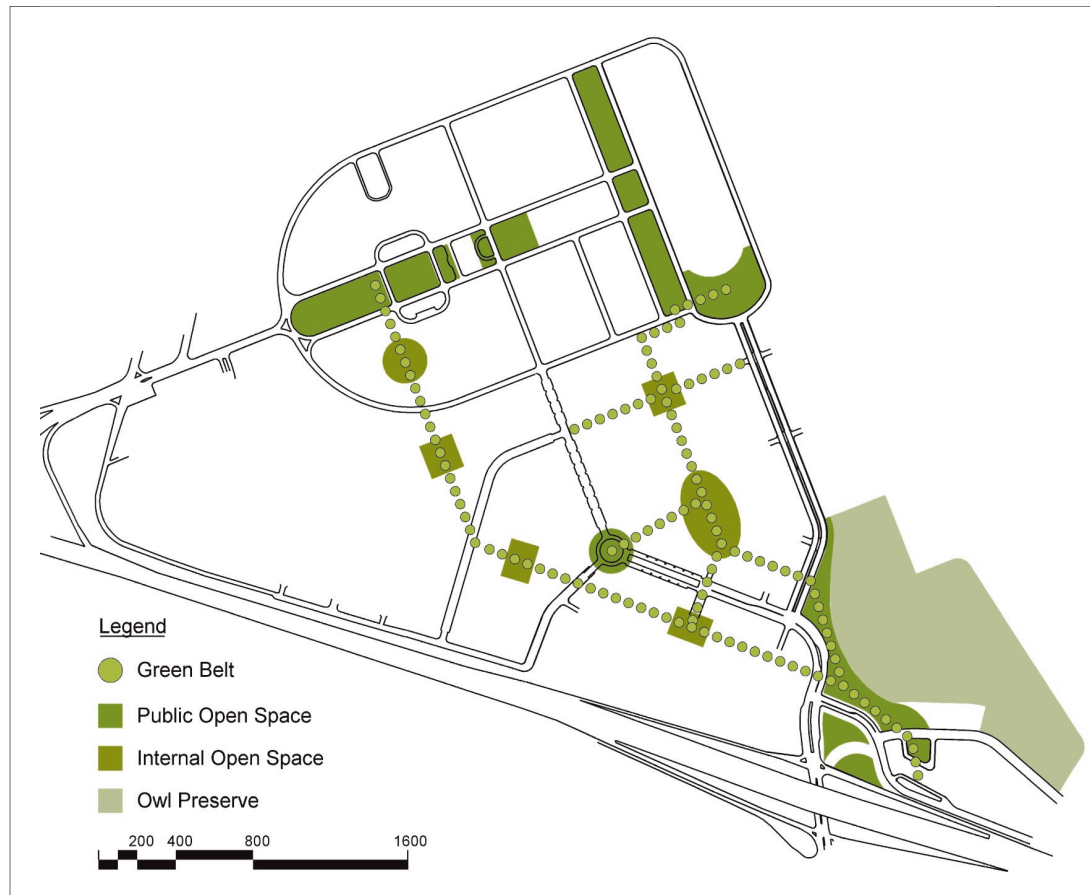 Legend
Green Belt
Public Open Space
Internal Open Space
Owl Preserve
200 400 800 1600